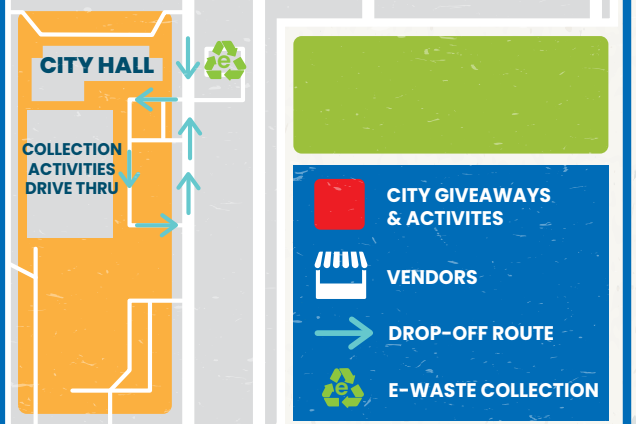 CITY HALL
e
COLLECTION
ACTIVITIES
DRIVE THRU
CITY GIVEAWAYS
& ACTIVITES
VENDORS
DROP-OFF ROUTE
e
E-WASTE COLLECTION